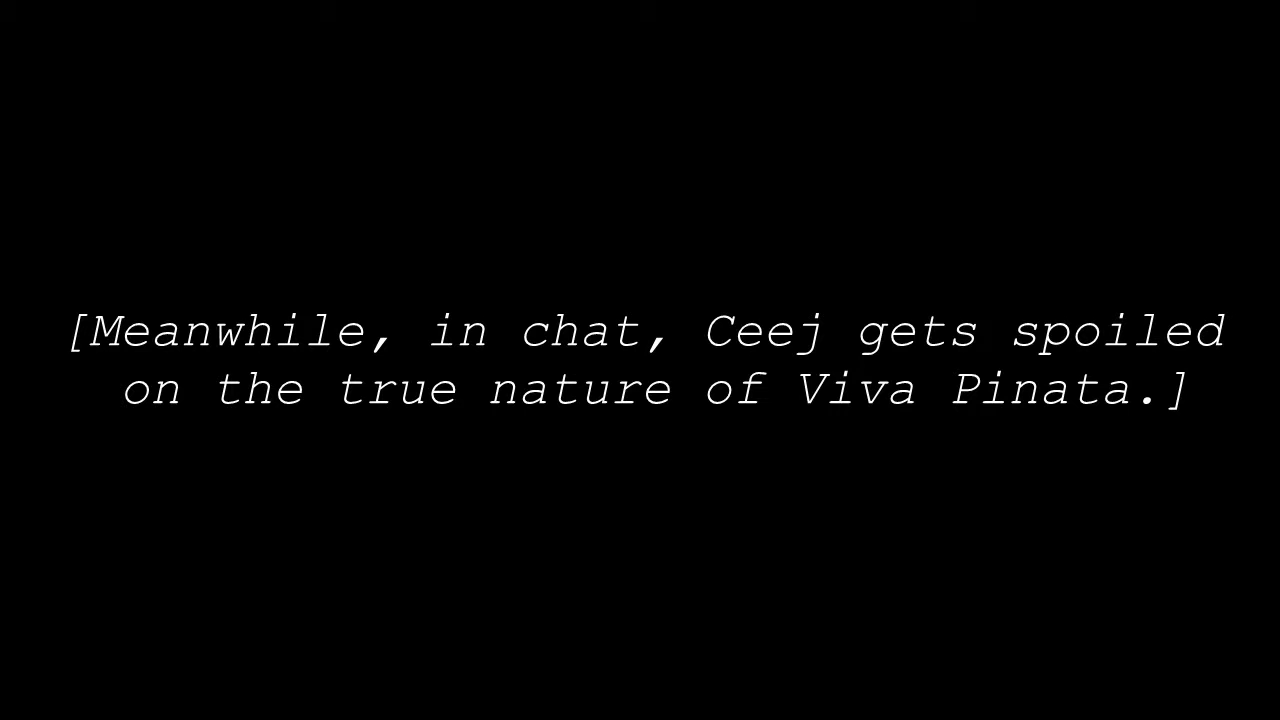 [Meanwhile, in chat, Ceej gets spoiled
on the true nature of Viva Pinata.]